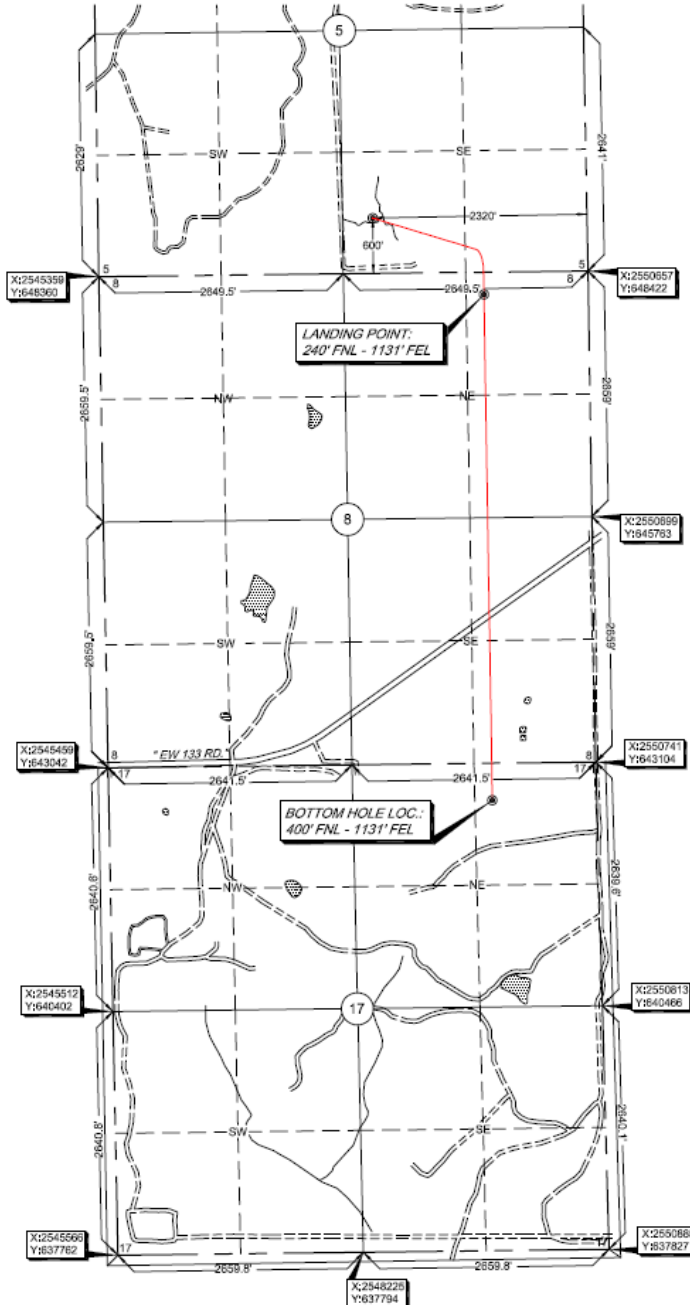 5
2629'
2641'
SW
SE
2320'
600'
X:2545359
Y:648360
5
8
2649.5'
2649.5'
5
8
X:2550657
Y:648422
LANDING POINT:
240' FNL - 1131' FEL
2659.5'
NW
NE
2659'
8
X:2550699
Y:645763
2659.5'
SW
SE
2659'
X:2545459
Y:643042
8
17
" EW 133 RD."
2641.5'
2641.5'
8
17
X:2550741
Y:643104
BOTTOM HOLE LOC.:
400' FNL - 1131' FEL
2640.6'
NW
NE
2639.6'
X:2545512
Y:640402
17
X:2550813
Y:640466
2640.8'
SW
SE
2640.1'
X:2545566
Y:637762
17
2659.8'
2659.8'
17
Y:637827
X:2548225
Y:637794